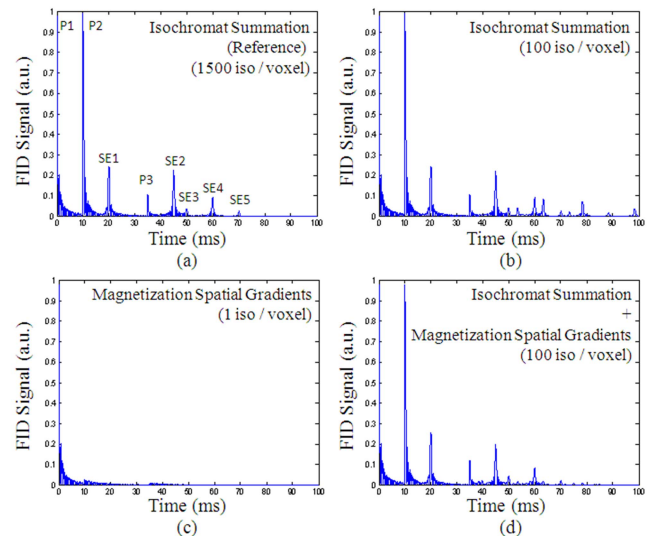 P1 P2
Isochromat Summation
(Reference)
(1500 iso / voxel)
FID Signal (a.u.)
1
0.9
0.8
0.7
0.6
0.5
0.4
0.3
0.2
0.1
0
SE1
P3
SE2
SE3
SE4
SE5
0 10 20 30 40 50 60 70 80 90 100
Time (ms)
(a)
Isochromat Summation
(100 iso / voxel)
FID Signal (a.u.)
1
0.9
0.8
0.7
0.6
0.5
0.4
0.3
0.2
0.1
0
0 10 20 30 40 50 60 70 80 90 100
Time (ms)
(b)
Magnetization Spatial Gradients
(1 iso / voxel)
FID Signal (a.u.)
1
0.9
0.8
0.7
0.6
0.5
0.4
0.3
0.2
0.1
0
0 10 20 30 40 50 60 70 80 90 100
Time (ms)
(c)
Isochromat Summation
+
Magnetization Spatial Gradients
(100 iso / voxel)
FID Signal (a.u.)
1
0.9
0.8
0.7
0.6
0.5
0.4
0.3
0.2
0.1
0
0 10 20 30 40 50 60 70 80 90 100
Time (ms)
(d)